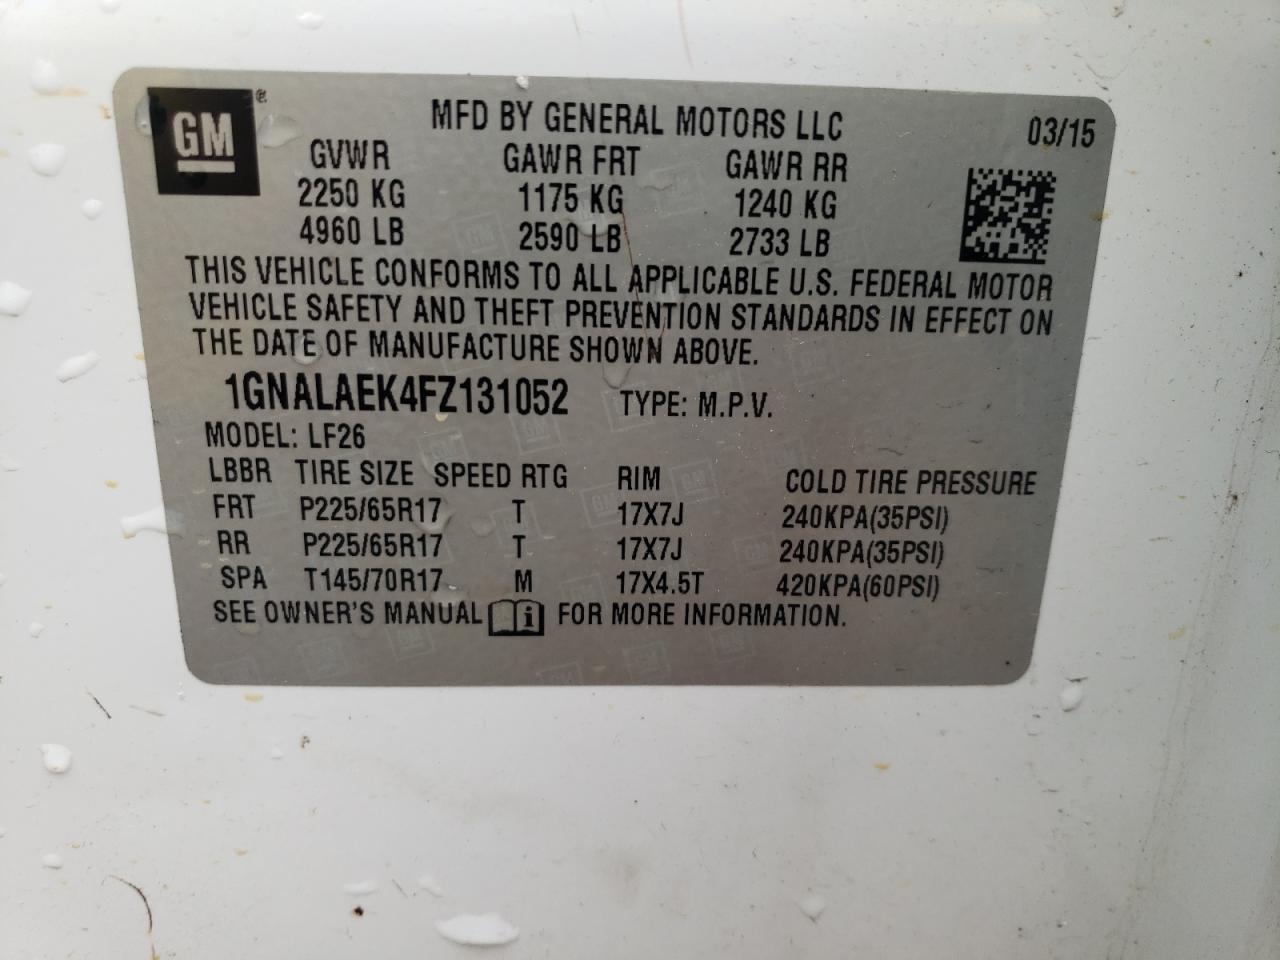 GM ®
MFD BY GENERAL MOTORS LLC 03/15
GVWR GAWR FRT GAWR RR
2250 KG 1175 KG 1240 KG
4960 LB 2590 LB 2733 LB
THIS VEHICLE CONFORMS TO ALL APPLICABLE U.S. FEDERAL MOTOR
VEHICLE SAFETY AND THEFT PREVENTION STANDARDS IN EFFECT ON
THE DATE OF MANUFACTURE SHOWN ABOVE.
1GNALAEK4FZ131052 TYPE: M.P.V.
MODEL: LF26
LBBR TIRE SIZE SPEED RTG RIM COLD TIRE PRESSURE
FRT P225/65R17 T 17X7J 240KPA(35PSI)
RR P225/65R17 T 17X7J 240KPA(35PSI)
SPA T145/70R17 M 17X4.5T 420KPA(60PSI)
SEE OWNER'S MANUAL i FOR MORE INFORMATION.